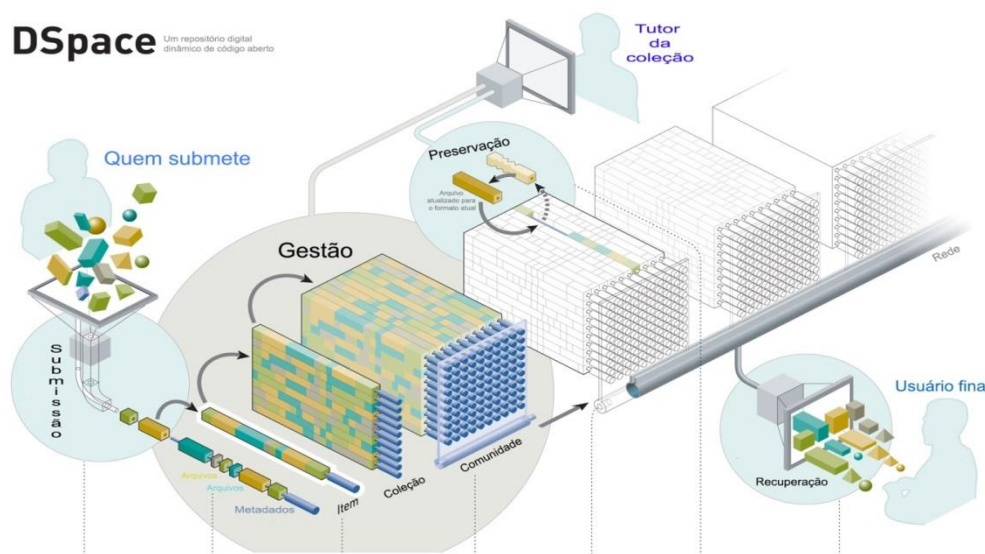 DSpace
Um repositório digital
dinâmico de código aberto
Tutor
da
coleção
Quem submete
Preservação
Arquivo
atualizado para
o formato atual
Gestão
Rede
Submissão
Usuário fina
Arquivos
Arquivos
Metadados
Item
Coleção
Comunidade
Recuperação